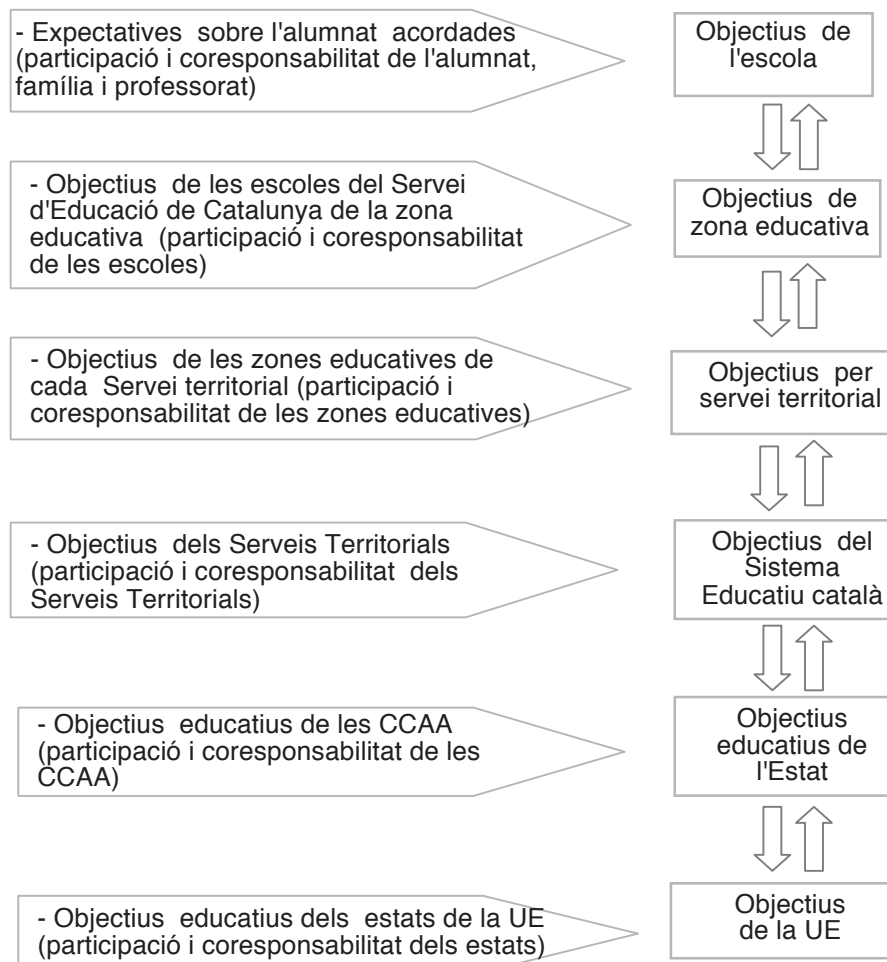 - Expectatives sobre l'alumnat acordades
(participació i coresponsabilitat de l'alumnat,
família i professorat)
Objectius de
l'escola
- Objectius de les escoles del Servei
d'Educació de Catalunya de la zona
educativa (participació i coresponsabilitat
de les escoles)
Objectius de
zona educativa
- Objectius de les zones educatives de
cada Servei territorial (participació i
coresponsabilitat de les zones educatives)
Objectius per
servei territorial
- Objectius dels Serveis Territorials
(participació i coresponsabilitat dels
Serveis Territorials)
Objectius del
Sistema
Educatiu català
- Objectius educatius de les CCAA
(participació i coresponsabilitat de les
CCAA)
Objectius
educatius de
l'Estat
- Objectius educatius dels estats de la UE
(participació i coresponsabilitat dels estats)
Objectius
de la UE